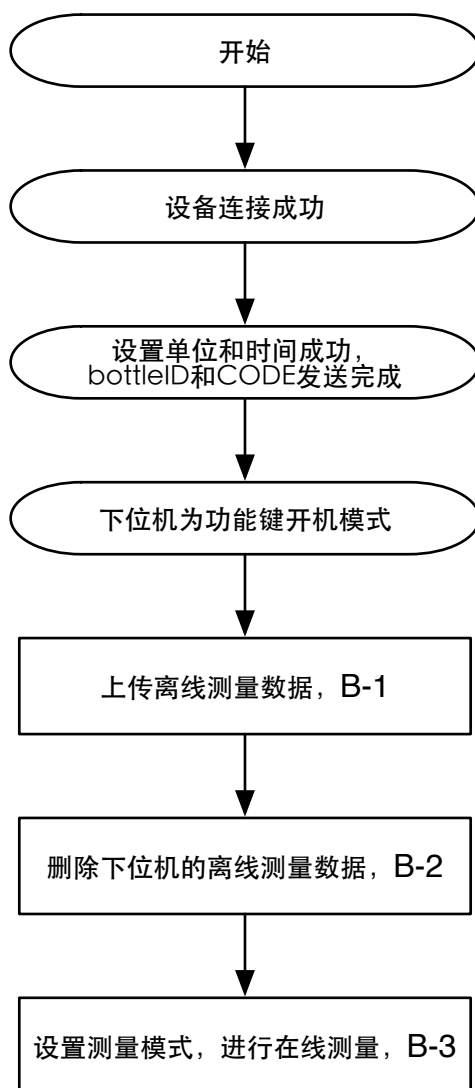 开始
设备连接成功
设置单位和时间成功，
bottleID和CODE发送完成
下位机为功能键开机模式
上传离线测量数据，B-1
删除下位机的离线测量数据，B-2
设置测量模式，进行在线测量，B-3